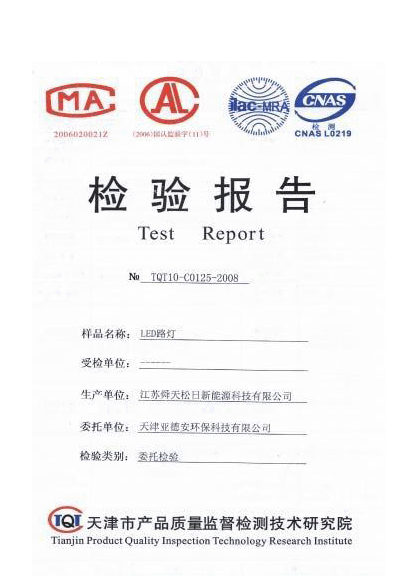 CMA
CAL
ilac-MRA
CNAS
检 测
CNAS L0219
2006020021Z
(2006)国认监验字(11)号
检 验 报 告
Test Report
№ TQT10-C0125-2008
样品名称：LED路灯
受检单位：------
生产单位：江苏舜天松日新能源科技有限公司
委托单位：天津亚德安环保科技有限公司
检验类别：委托检验
TQT 天津市产品质量监督检测技术研究院
Tianjin Product Quality Inspection Technology Research Institute